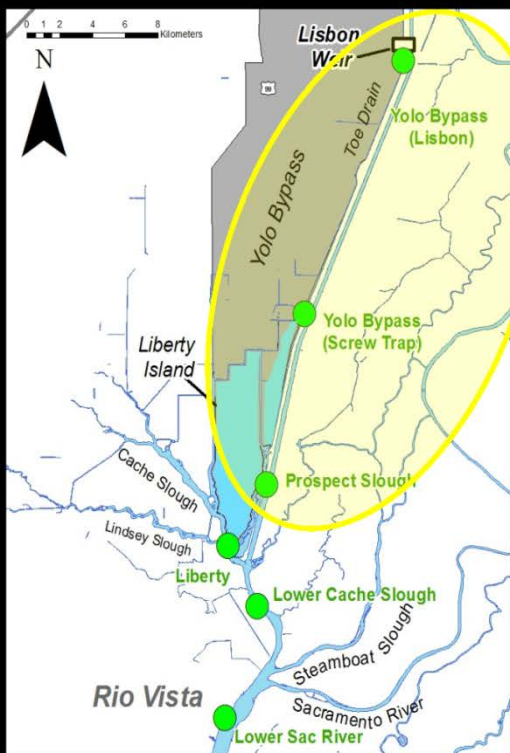 0 1 2 4 6 8
Kilometers
N
Lisbon
Weir
Toe Drain
Yolo Bypass
(Lisbon)
Yolo Bypass
Yolo Bypass
(Screw Trap)
Liberty
Island
Cache Slough
Prospect Slough
Lindsey Slough
Liberty
Lower Cache Slough
Steamboat Slough
Rio Vista
Sacramento River
Lower Sac River